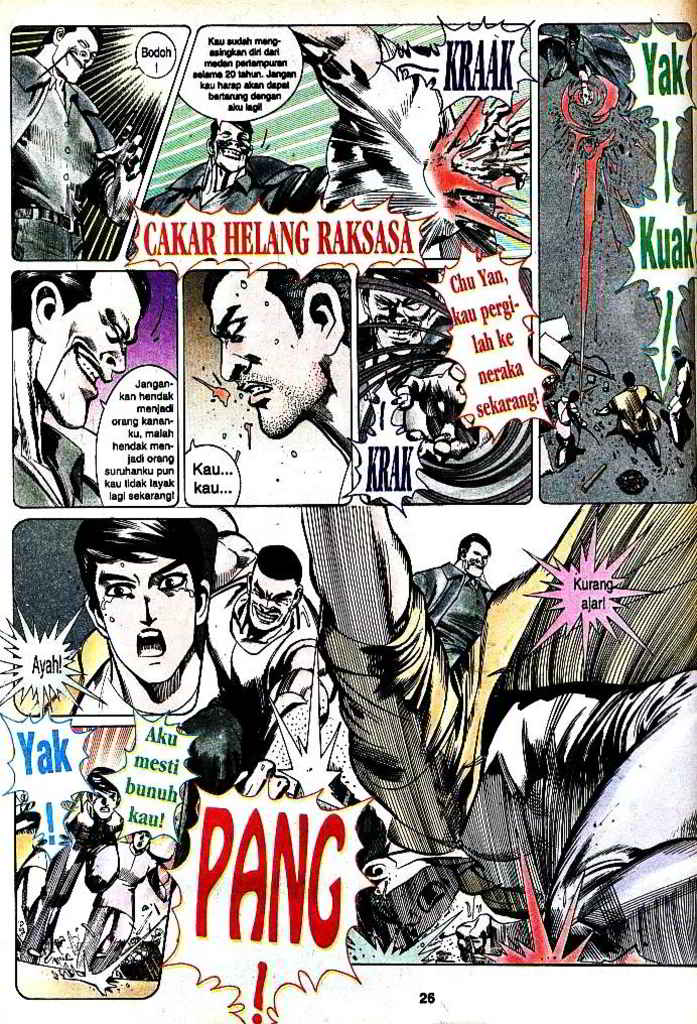 Bodoh
!
Kau sudah meng-
asingkan diri dari
medan perlampuran
selama 20 tahun. Jangan
kau harap akan dapat
bertarung dengan
aku lagi!
KRAAK
!
CAKAR HELANG RAKSASA
Yak
!
Kuak
!
Jangan-
kan hendak
menjadi
orang kanan-
ku, malah
hendak men-
jadi orang
suruhanku pun
kau tidak layak
lagi sekarang!
Kau...
kau...
Chu Yan,
kau pergi-
lah ke
neraka
sekarang!
!
KRAK
Ayah!
Kurang
ajar!
Yak
!
Aku
mesti
bunuh
kau!
PANG
!
26